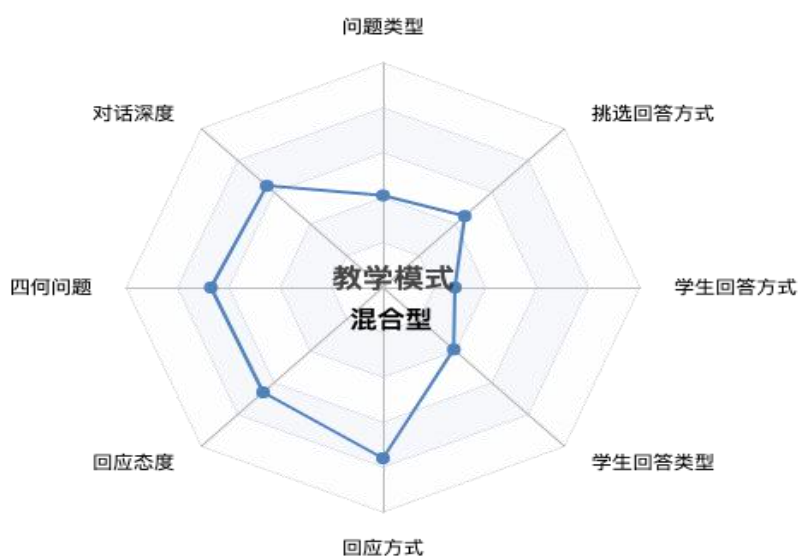 问题类型
对话深度
挑选回答方式
教学模式
四何问题
学生回答方式
混合型
回应态度
学生回答类型
回应方式